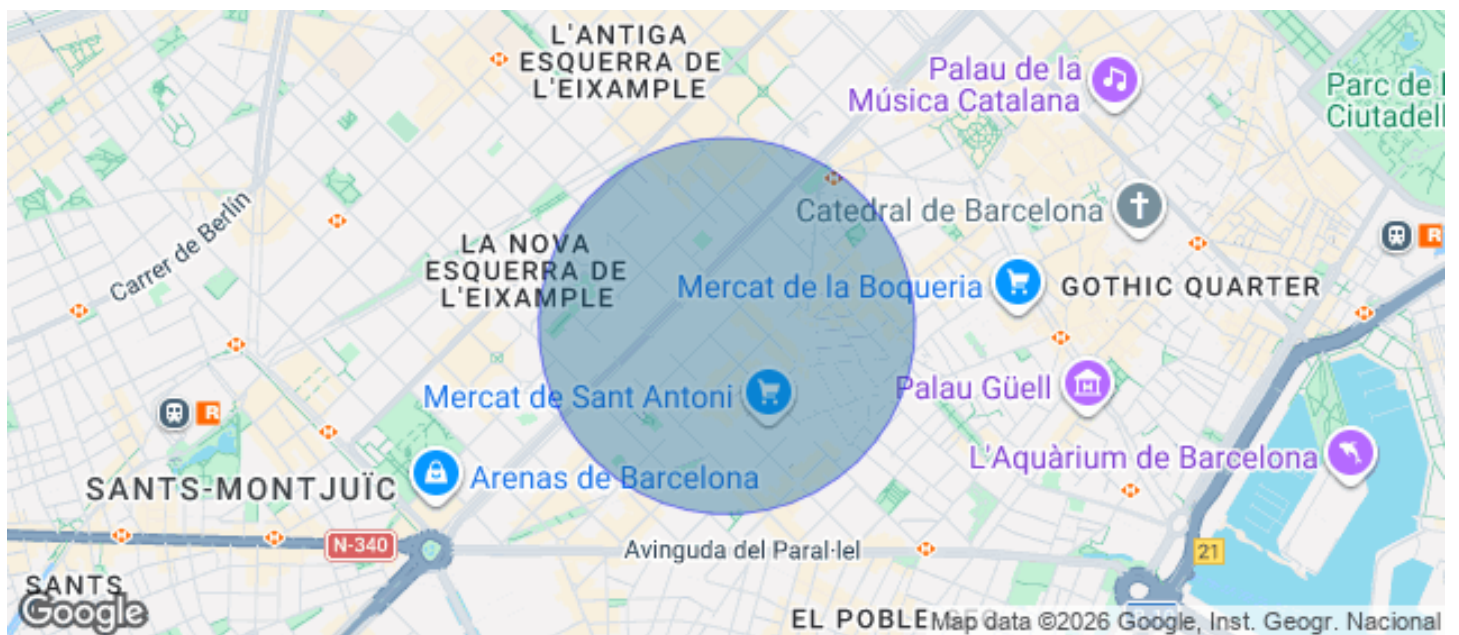 L'ANTIGA
ESQUERRA DE
L'EIXAMPLE
Palau de la
Música Catalana
Parc de l
Ciutadell
Carrer de Berlín
Catedral de Barcelona
R
LA NOVA
ESQUERRA DE
L'EIXAMPLE
Mercat de la Boqueria
GOTHIC QUARTER
Mercat de Sant Antoni
Palau Güell
R
L'Aquàrium de Barcelona
SANTS-MONTJUÏC
Arenas de Barcelona
N-340
Avinguda del Paral·lel
21
SANTS
Google
EL POBLE
Map data ©2026 Google, Inst. Geogr. Nacional